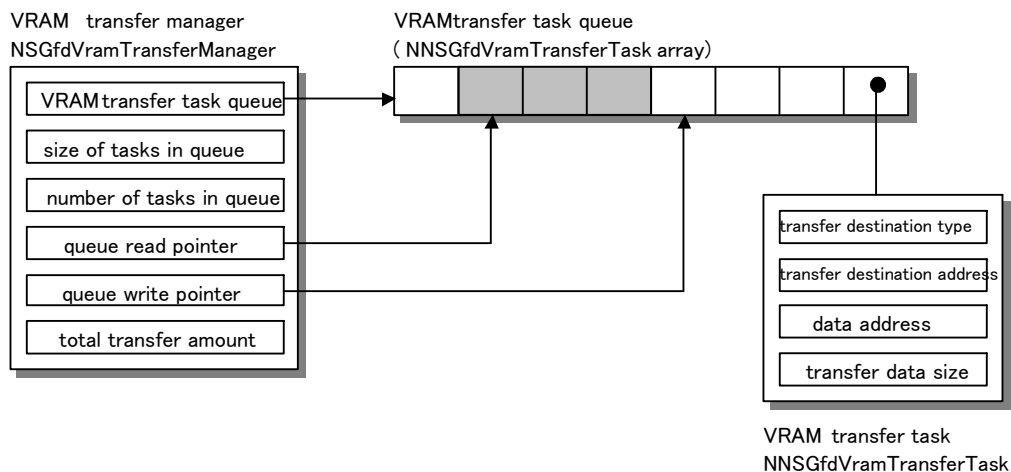 VRAM transfer manager
NSGfdVramTransferManager
VRAM transfer task queue
size of tasks in queue
number of tasks in queue
queue read pointer
queue write pointer
total transfer amount
VRAMtransfer task queue
( NNSGfdVramTransferTask array)
transfer destination type
transfer destination address
data address
transfer data size
VRAM transfer task
NNSGfdVramTransferTask